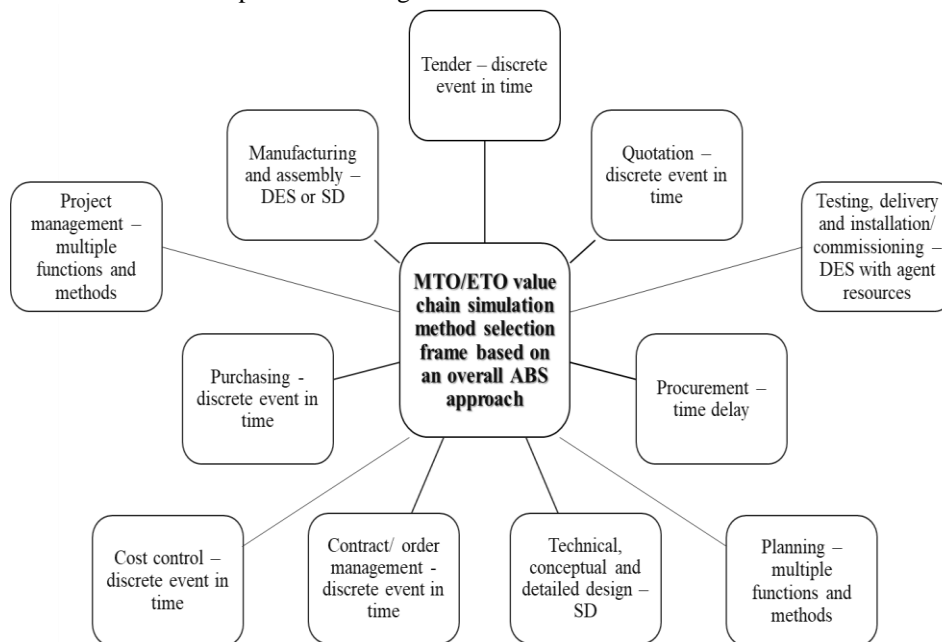 Tender – discrete
event in time
Manufacturing
and assembly –
DES or SD
Quotation –
discrete event in
time
Project
management –
multiple
functions and
methods
Testing, delivery
and installation/
commissioning –
DES with agent
resources
MTO/ETO value
chain simulation
method selection
frame based on
an overall ABS
approach
Purchasing -
discrete event in
time
Procurement –
time delay
Cost control –
discrete event in
time
Contract/ order
management -
discrete event in
time
Technical,
conceptual and
detailed design –
SD
Planning –
multiple
functions and
methods